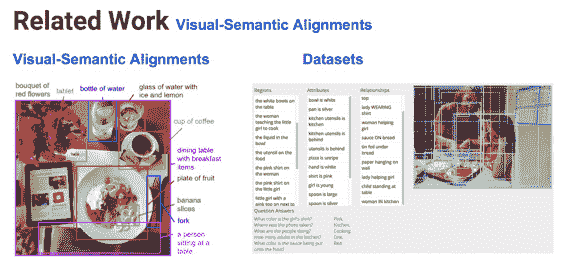 Related Work Visual-Semantic Alignments
Visual-Semantic Alignments
Datasets
bouquet of
red flowers
tablet
bottle of water
glass of water with
ice and lemon
cup of coffee
dining table
with breakfast
items
plate of fruit
banana
slices
fork
a person
sitting at a
table
Regions
the white bowls on
the table
the woman
teaching the little
girl to cook
the liquid in the
bowl
the utensil on the
food
the pink shirt on
the woman
the pink shirt on the
little girl
little girl with a
Attributes
bowl is white
pan is silver
kitchen utensils is
kitchen
kitchen utensils is
behind
utensils is behind
pizza is unripe
hand is white
shirt is pink
girl is young
spoon is large
spoon is silver
Relationships
lady WEARING
shirt
woman helping
girl
sauce ON bread
tin foil under
bread
paper hanging on
wall
lady helping girl
child standing at
table
woman IN kitchen
Question Answers
What color is the girl's shirt? Pink.
Where was the photo taken? Kitchen.
What are the people doing? Cooking.
How many adults in the kitchen? One.
What color is the sauce being put Red.
onto the food?